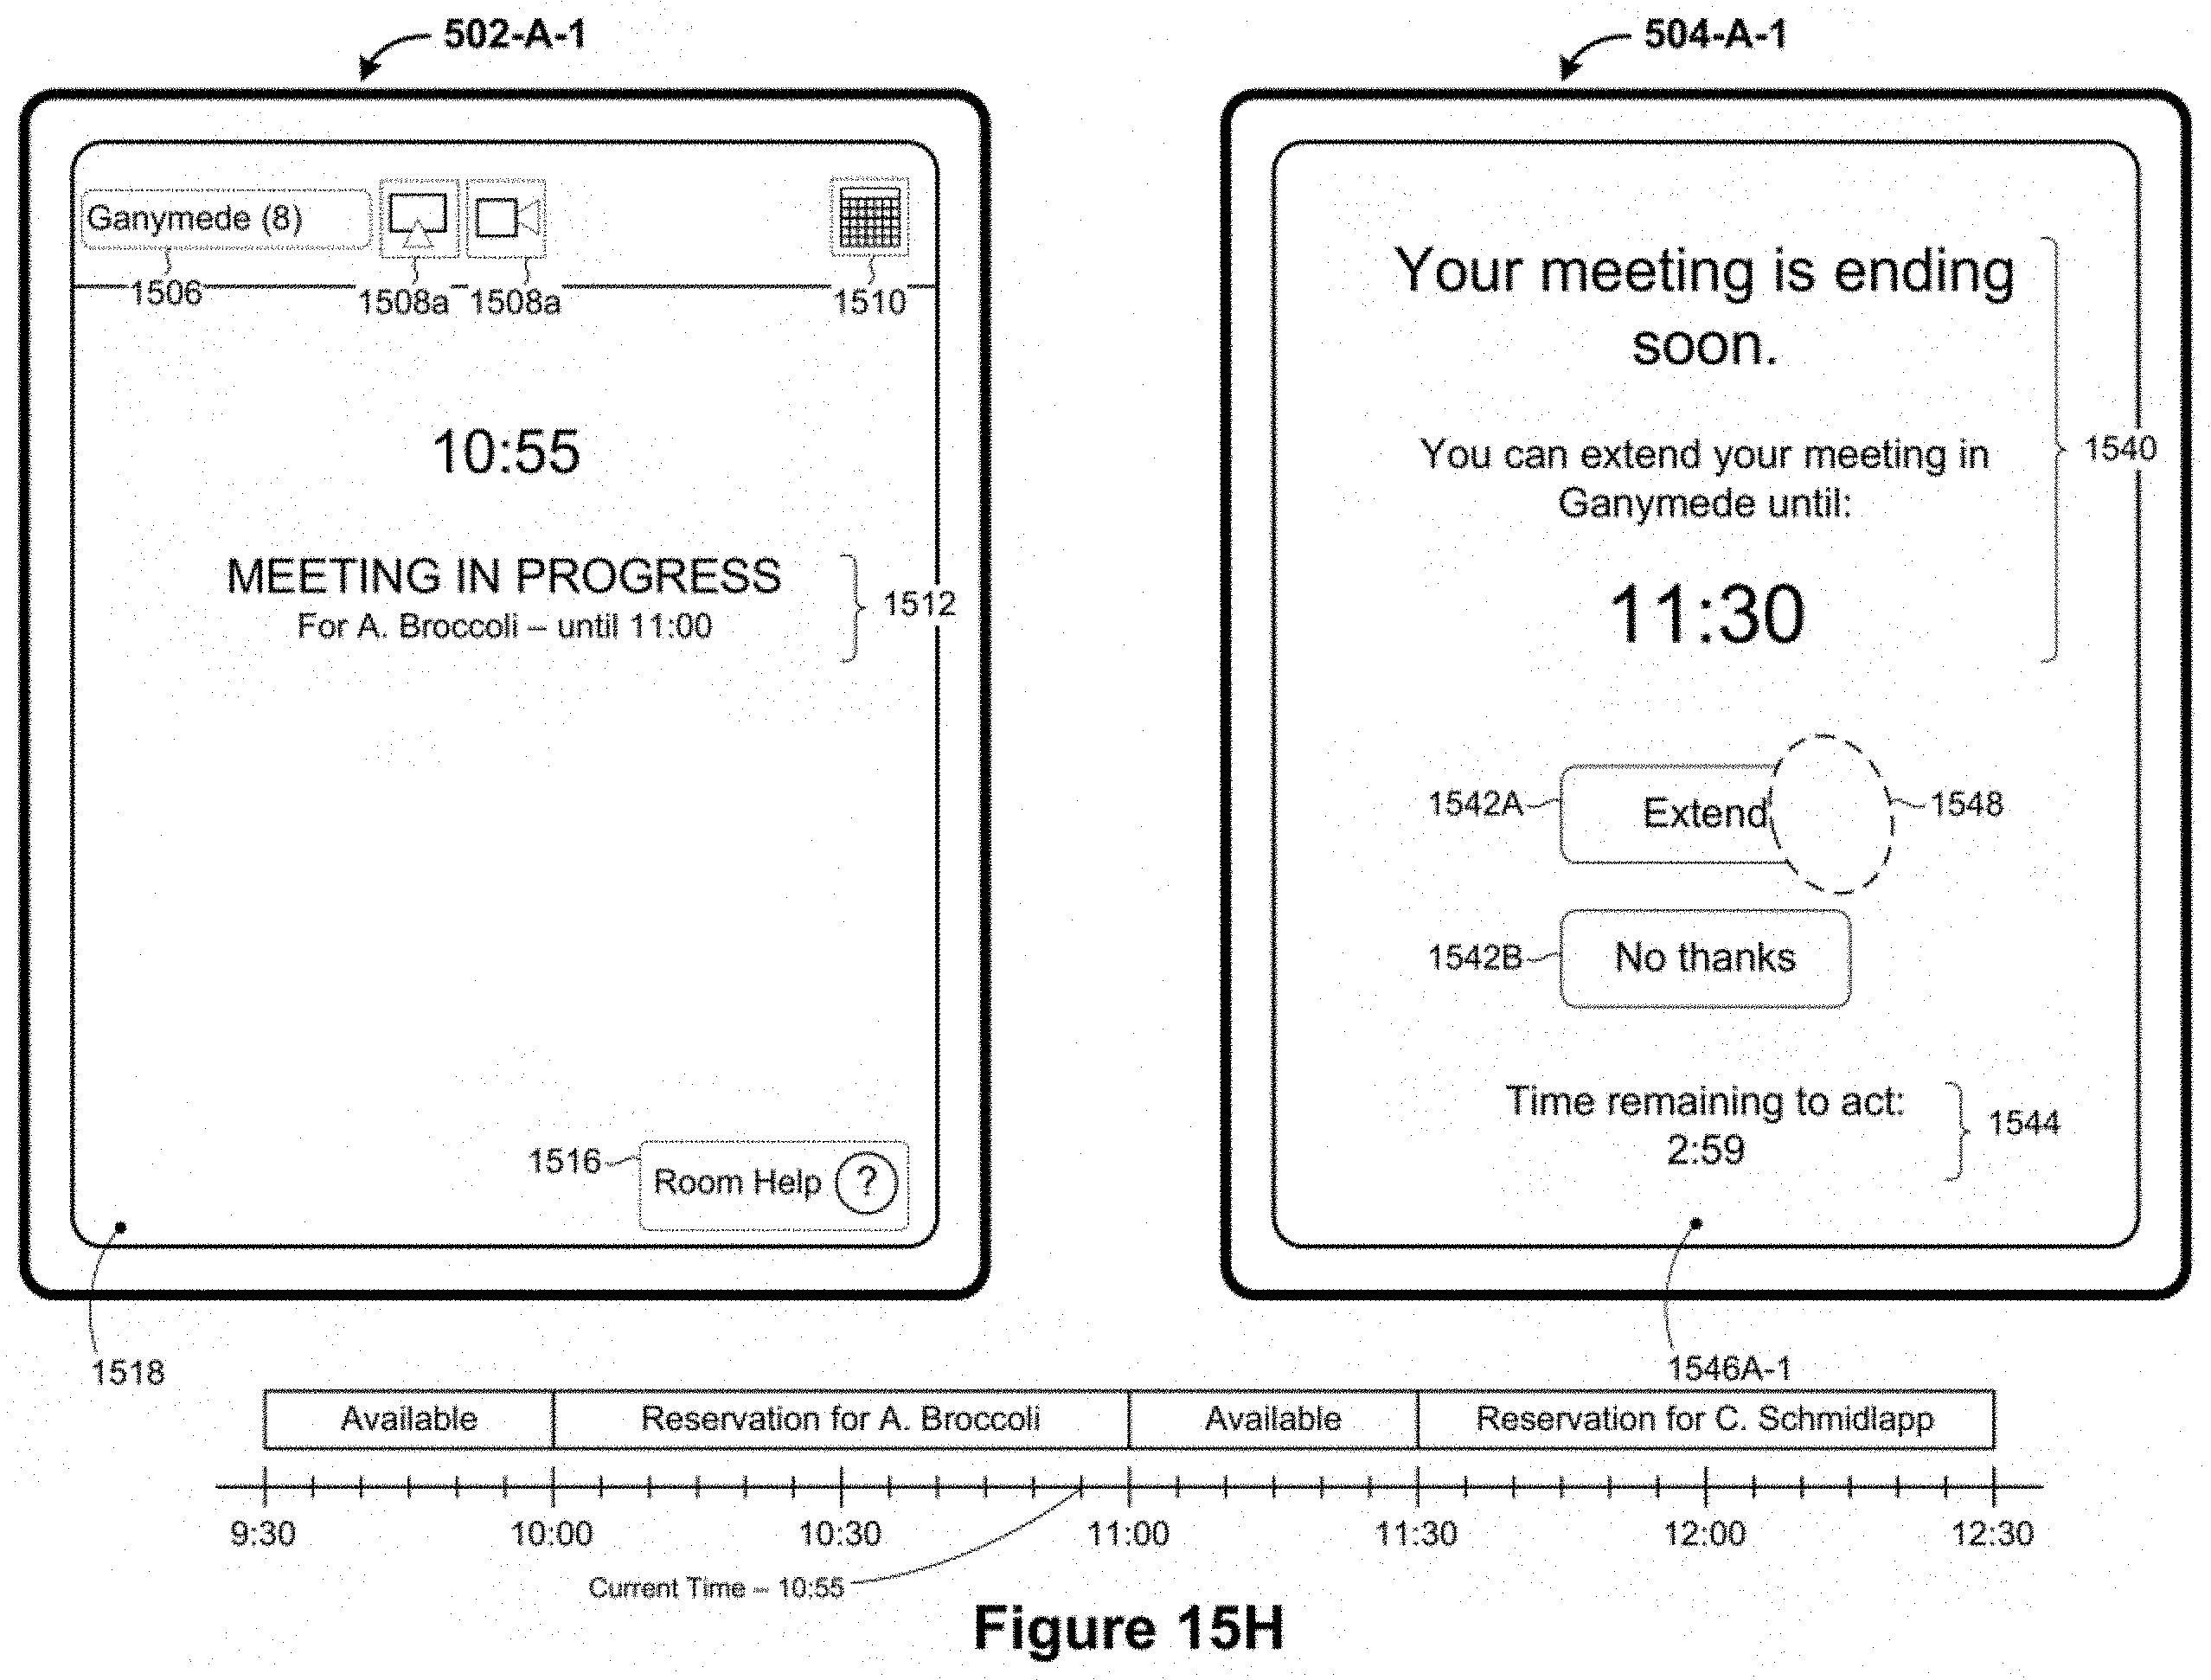 502-A-1
Ganymede (8)
1506
1508a
1508a
1510
10:55
MEETING IN PROGRESS
For A. Broccoli – until 11:00
1512
1516
Room Help ?
1518
504-A-1
Your meeting is ending
soon.
You can extend your meeting in
Ganymede until:
11:30
1540
1542A
Extend
1548
1542B
No thanks
Time remaining to act:
2:59
1544
1546A-1
Available
Reservation for A. Broccoli
Available
Reservation for C. Schmidlapp
9:30
10:00
10:30
11:00
11:30
12:00
12:30
Current Time – 10:55
Figure 15H